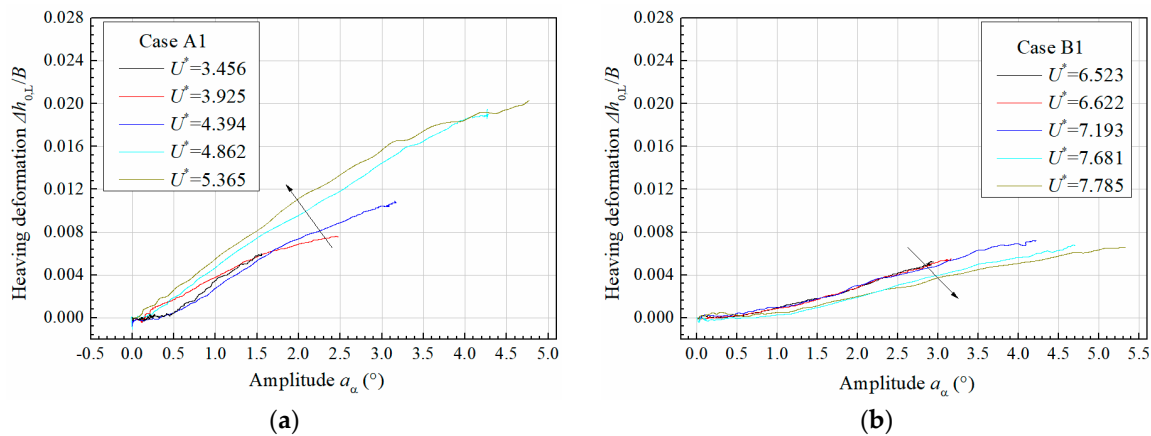 0.028
0.024
0.020
0.016
0.012
0.008
0.004
0.000
Heaving deformation Δh0,L/B
Case A1
U*=3.456
U*=3.925
U*=4.394
U*=4.862
U*=5.365
-0.5 0.0 0.5 1.0 1.5 2.0 2.5 3.0 3.5 4.0 4.5 5.0
Amplitude aα (°)
(a)
0.028
0.024
0.020
0.016
0.012
0.008
0.004
0.000
Heaving deformation Δh0,L/B
Case B1
U*=6.523
U*=6.622
U*=7.193
U*=7.681
U*=7.785
0.0 0.5 1.0 1.5 2.0 2.5 3.0 3.5 4.0 4.5 5.0 5.5
Amplitude aα (°)
(b)